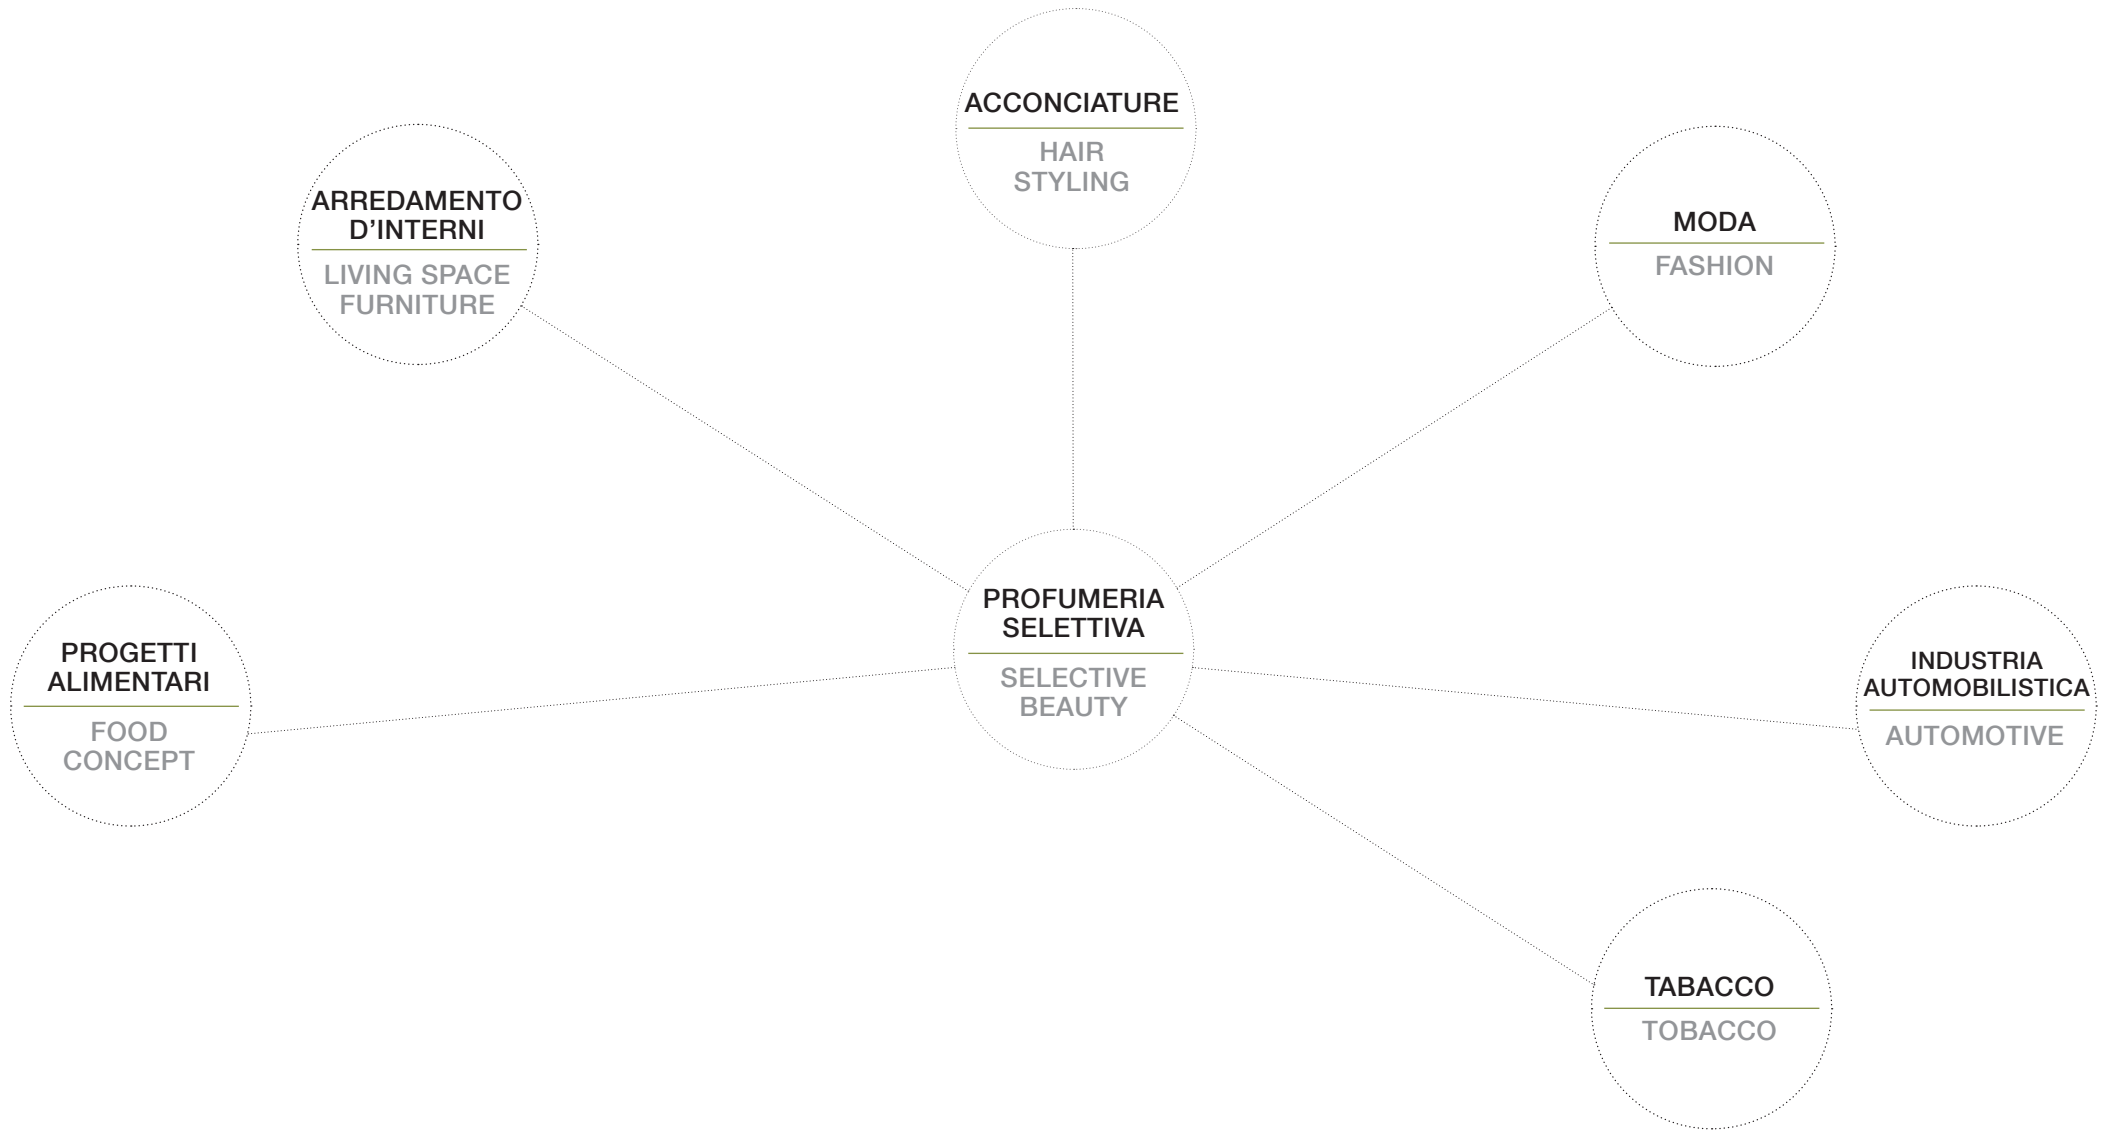 ACCONCIATURE
HAIR
STYLING
ARREDAMENTO
D’INTERNI
LIVING SPACE
FURNITURE
MODA
FASHION
PROFUMERIA
SELETTIVA
SELECTIVE
BEAUTY
PROGETTI
ALIMENTARI
FOOD
CONCEPT
INDUSTRIA
AUTOMOBILISTICA
AUTOMOTIVE
TABACCO
TOBACCO